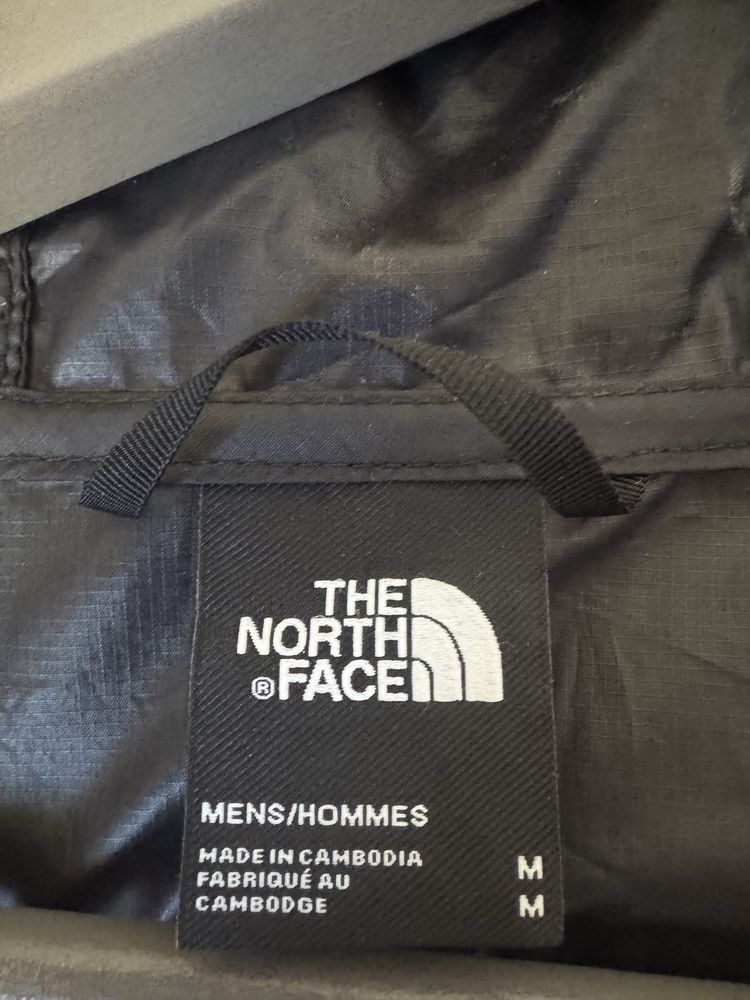 THE
NORTH
®FACE
MENS/HOMMES
MADE IN CAMBODIA
FABRIQUÉ AU
CAMBODGE
M
M